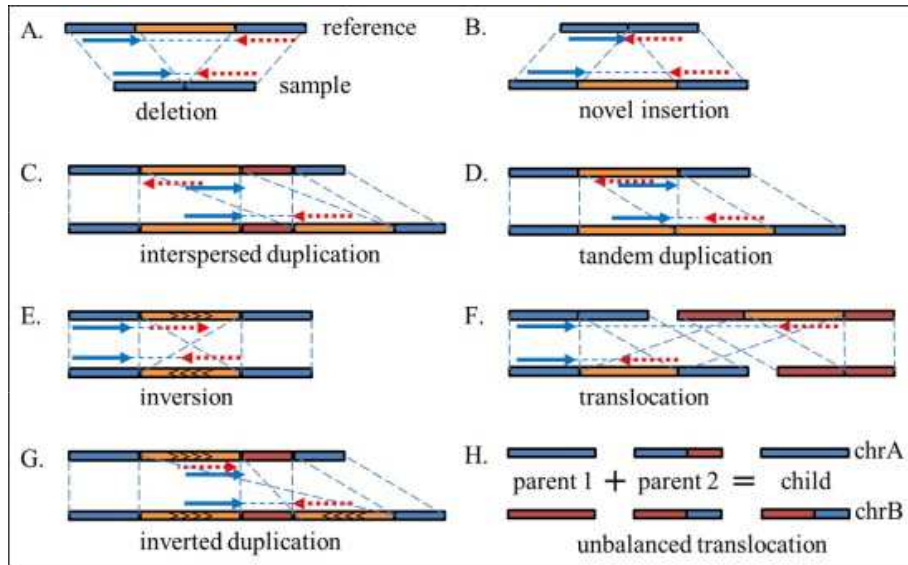 A.
reference
sample
deletion
B.
novel insertion
C.
interspersed duplication
D.
tandem duplication
E.
inversion
F.
translocation
G.
inverted duplication
H.
chrA
parent 1 + parent 2 = child
chrB
unbalanced translocation